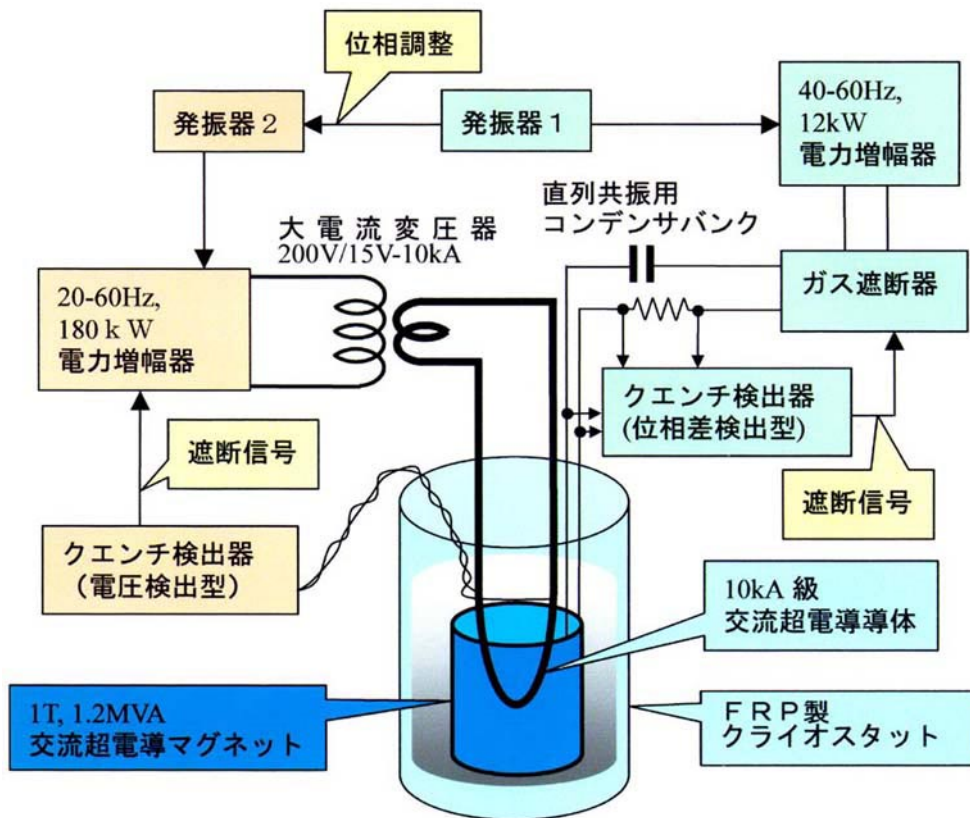 位相調整
発振器２
発振器１
40-60Hz,
12kW
電力増幅器
直列共振用
コンデンサバンク
大電流変圧器
200V/15V-10kA
ガス遮断器
20-60Hz,
180 k W
電力増幅器
クエンチ検出器
(位相差検出型)
遮断信号
遮断信号
クエンチ検出器
（電圧検出型）
10kA 級
交流超電導導体
1T, 1.2MVA
交流超電導マグネット
ＦＲＰ製
クライオスタット